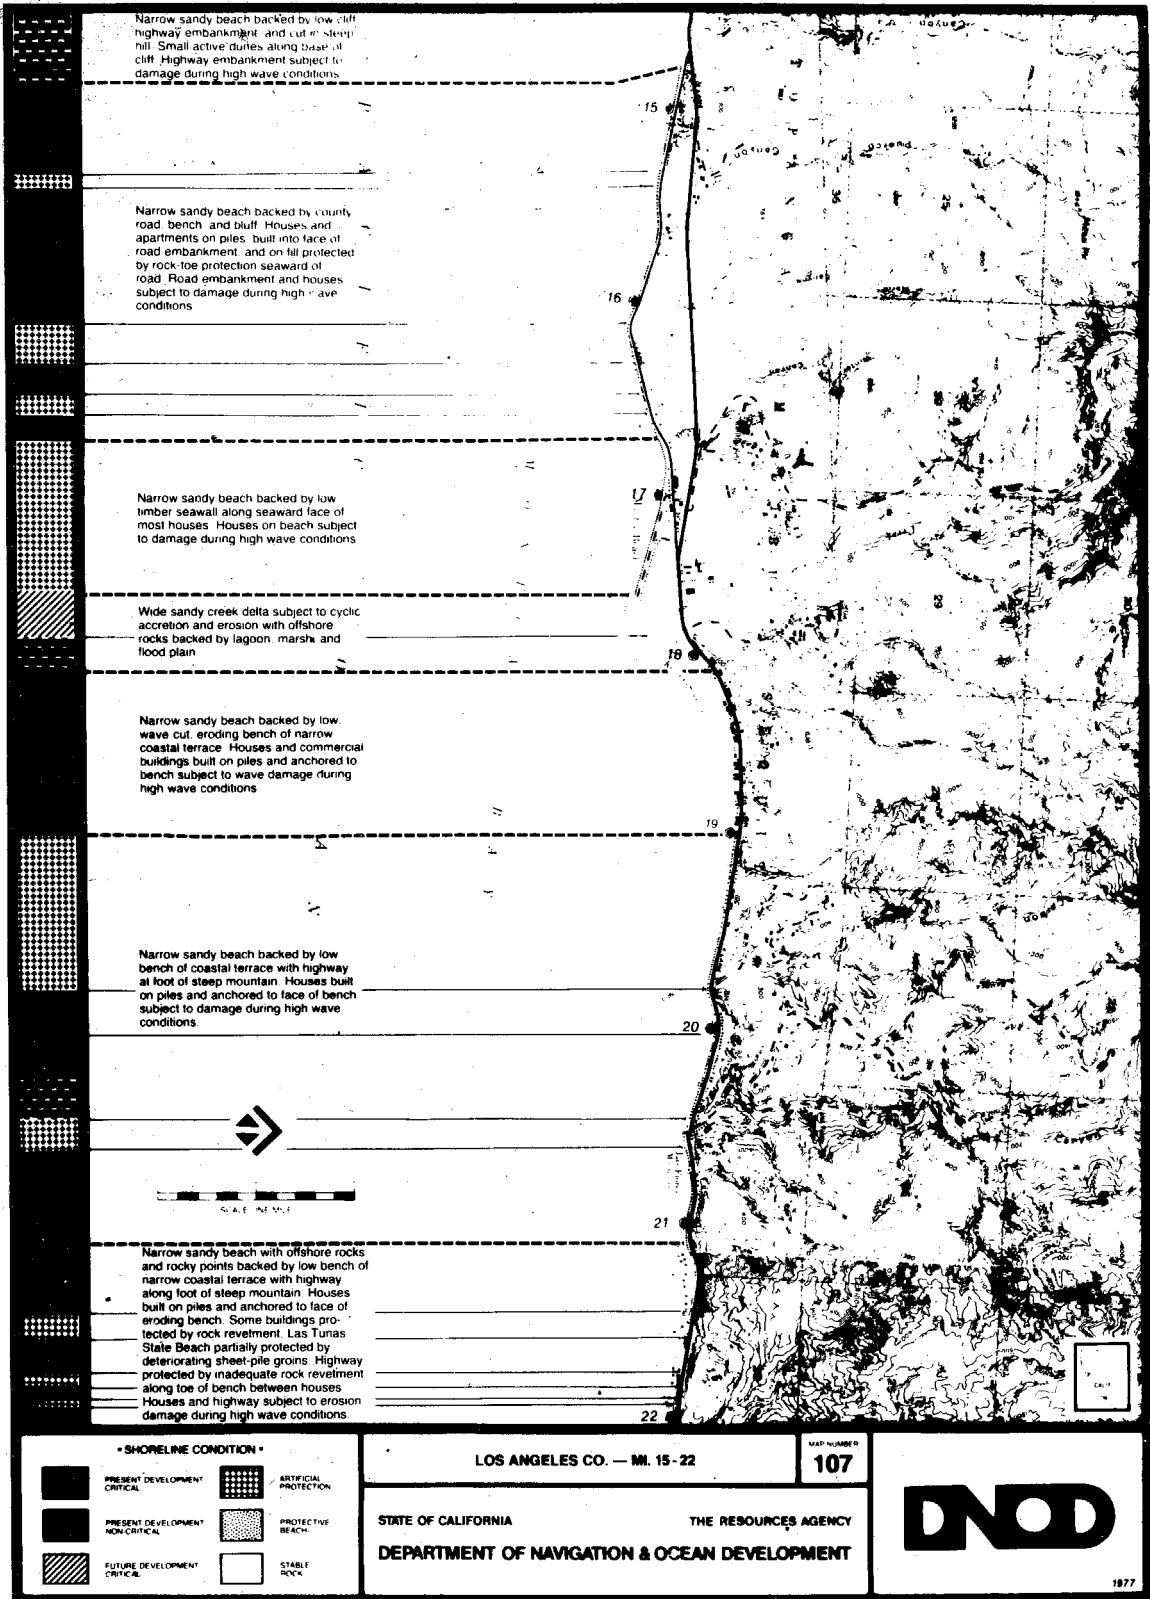 Narrow sandy beach backed by low cliff
highway embankment and cut in steep
hill. Small active dunes along base of
cliff. Highway embankment subject to
damage during high wave conditions
15
Narrow sandy beach backed by county
road, bench and bluff. Houses and
apartments on piles, built into face of
road embankment, and on fill protected
by rock-toe protection seaward of
road. Road embankment and houses
subject to damage during high wave
conditions
16
Narrow sandy beach backed by low
timber seawall along seaward face of
most houses. Houses on beach subject
to damage during high wave conditions
17
Wide sandy creek delta subject to cyclic
accretion and erosion with offshore
rocks backed by lagoon, marsh and
flood plain
18
Narrow sandy beach backed by low,
wave cut, eroding bench of narrow
coastal terrace. Houses and commercial
buildings built on piles and anchored to
bench subject to wave damage during
high wave conditions
19
Narrow sandy beach backed by low
bench of coastal terrace with highway
at foot of steep mountain. Houses built
on piles and anchored to face of bench
subject to damage during high wave
conditions.
20
21
Narrow sandy beach with offshore rocks
and rocky points backed by low bench of
narrow coastal terrace with highway
along foot of steep mountain. Houses
built on piles and anchored to face of
eroding bench. Some buildings pro-
tected by rock revetment. Las Tunas
State Beach partially protected by
deteriorating sheet-pile groins. Highway
protected by inadequate rock revetment
along toe of bench between houses
Houses and highway subject to erosion
damage during high wave conditions.
22
• SHORELINE CONDITION •
PRESENT DEVELOPMENT
CRITICAL
ARTIFICIAL
PROTECTION
PRESENT DEVELOPMENT
NON-CRITICAL
PROTECTIVE
BEACH
FUTURE DEVELOPMENT
CRITICAL
STABLE
ROCK
LOS ANGELES CO. — MI. 15-22
MAP NUMBER
107
STATE OF CALIFORNIA
THE RESOURCES AGENCY
DEPARTMENT OF NAVIGATION & OCEAN DEVELOPMENT
DNOD
1977